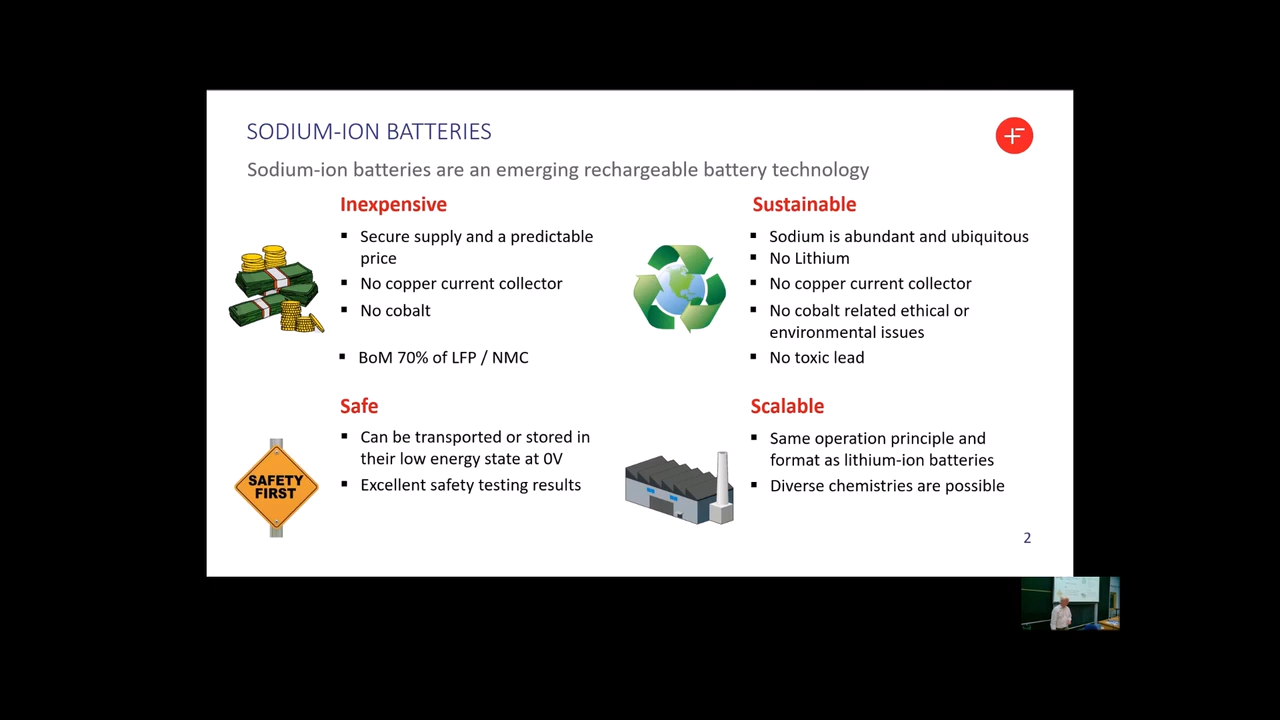 SODIUM-ION BATTERIES
Sodium-ion batteries are an emerging rechargeable battery technology
Inexpensive
▪ Secure supply and a predictable
price
▪ No copper current collector
▪ No cobalt
▪ BoM 70% of LFP / NMC
Sustainable
▪ Sodium is abundant and ubiquitous
▪ No Lithium
▪ No copper current collector
▪ No cobalt related ethical or
environmental issues
▪ No toxic lead
Safe
▪ Can be transported or stored in
their low energy state at 0V
▪ Excellent safety testing results
SAFETY
FIRST
Scalable
▪ Same operation principle and
format as lithium-ion batteries
▪ Diverse chemistries are possible
2